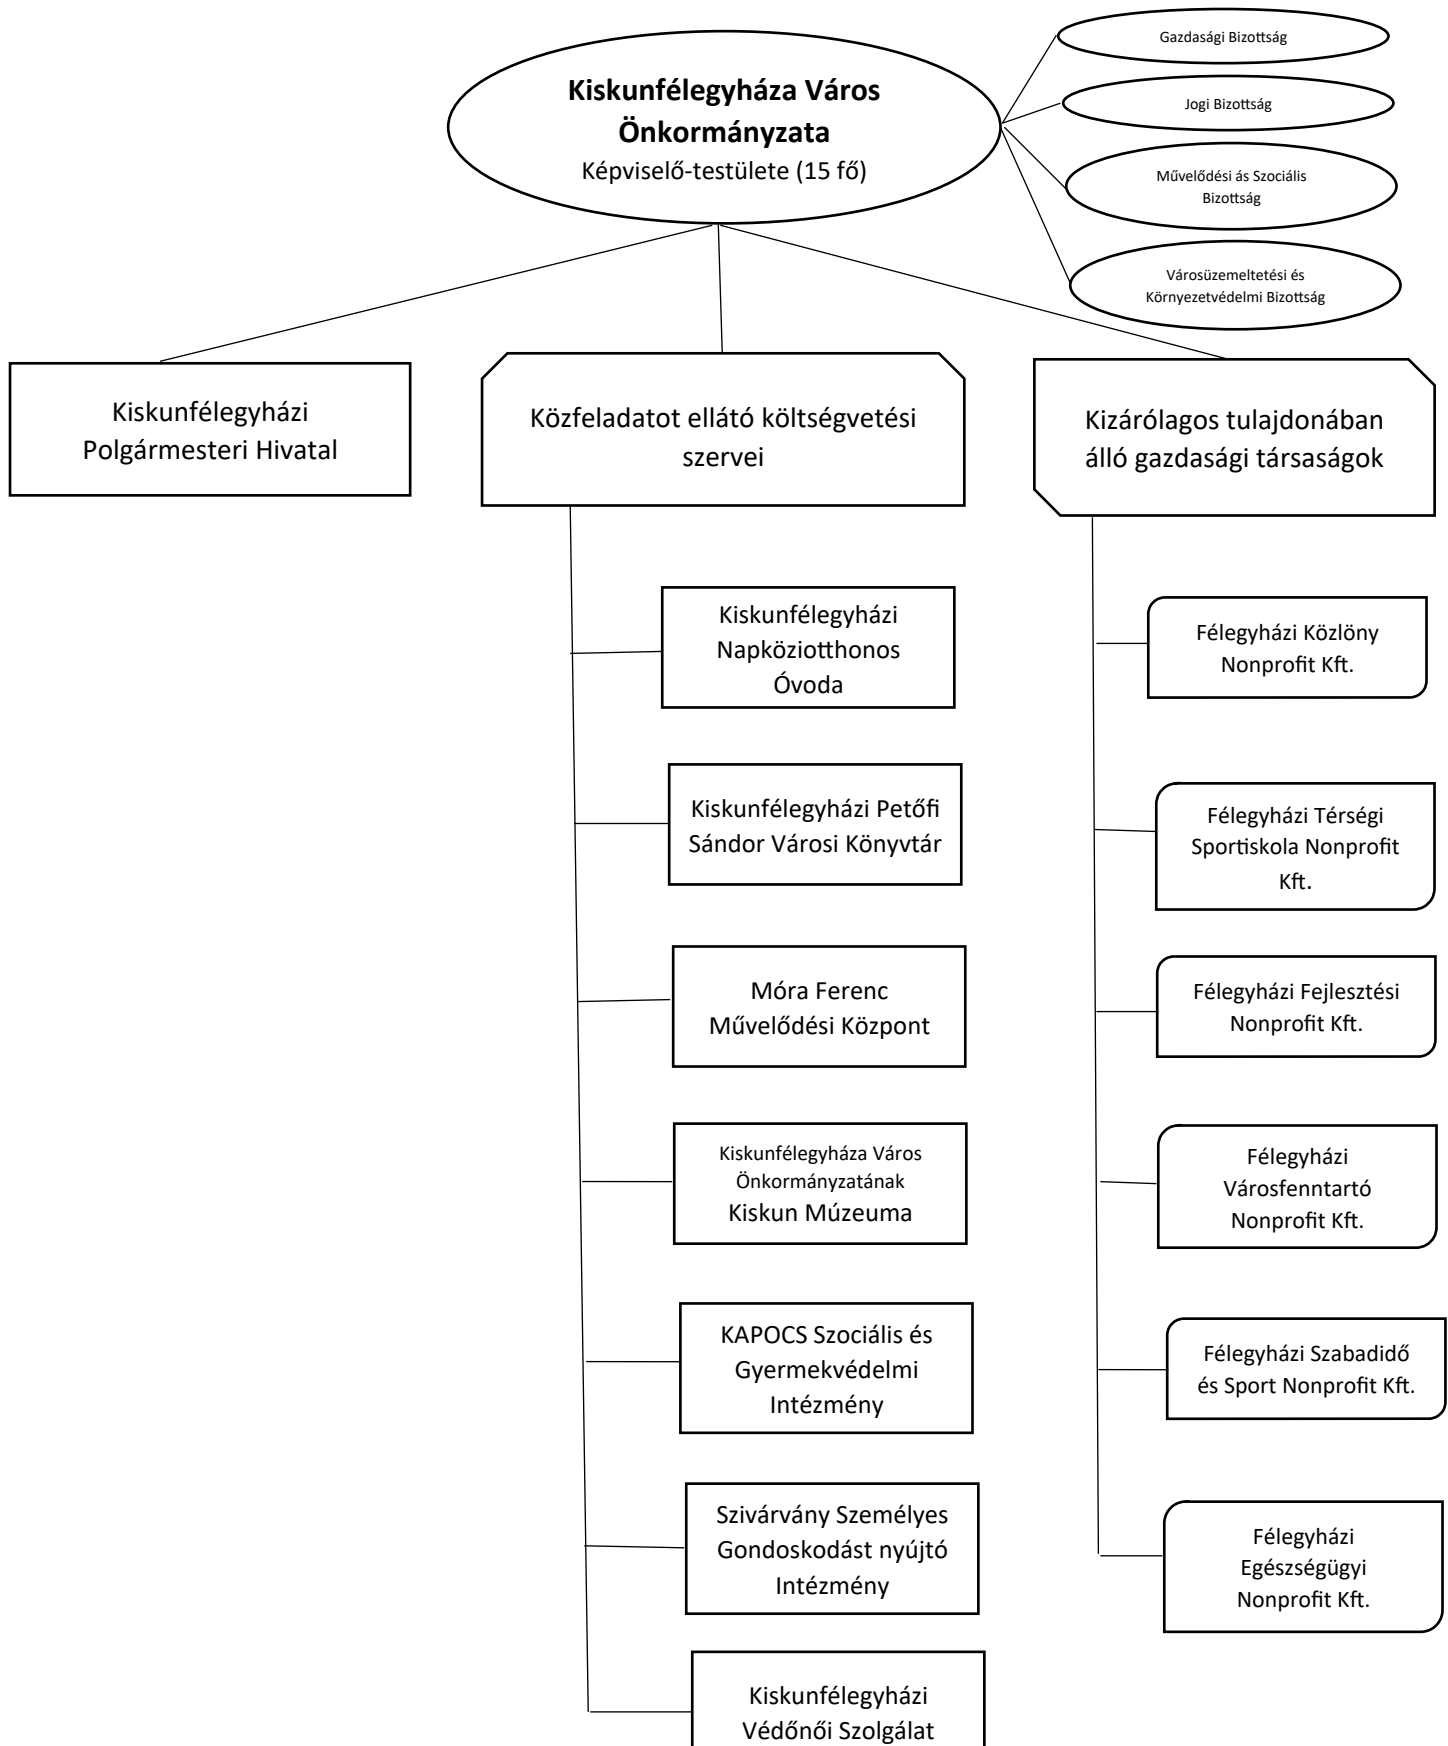 Kiskunfélegyháza Város
Önkormányzata
Képviselő-testülete (15 fő)
Gazdasági Bizottság
Jogi Bizottság
Művelődési ás Szociális
Bizottság
Városüzemeltetési és
Környezetvédelmi Bizottság
Kiskunfélegyházi
Polgármesteri Hivatal
Közfeladatot ellátó költségvetési
szervei
Kizárólagos tulajdonában
álló gazdasági társaságok
Kiskunfélegyházi
Napköziotthonos
Óvoda
Kiskunfélegyházi Petőfi
Sándor Városi Könyvtár
Móra Ferenc
Művelődési Központ
Kiskunfélegyháza Város
Önkormányzatának
Kiskun Múzeuma
KAPOCS Szociális és
Gyermekvédelmi
Intézmény
Szivárvány Személyes
Gondoskodást nyújtó
Intézmény
Kiskunfélegyházi
Védőnői Szolgálat
Félegyházi Közlöny
Nonprofit Kft.
Félegyházi Térségi
Sportiskola Nonprofit
Kft.
Félegyházi Fejlesztési
Nonprofit Kft.
Félegyházi
Városfenntartó
Nonprofit Kft.
Félegyházi Szabadidő
és Sport Nonprofit Kft.
Félegyházi
Egészségügyi
Nonprofit Kft.